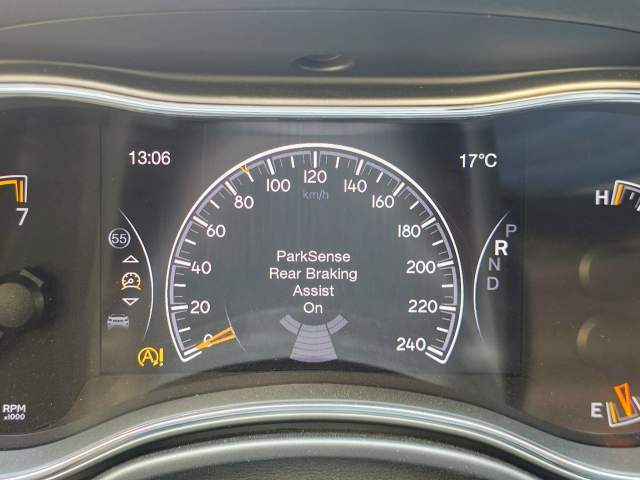 13:06
17°C
120
100
140
km/h
80
160
60
180
40
200
20
220
0
240
ParkSense
Rear Braking
Assist
On
55
P
R
N
D
A!
7
RPM
x1000
H
E